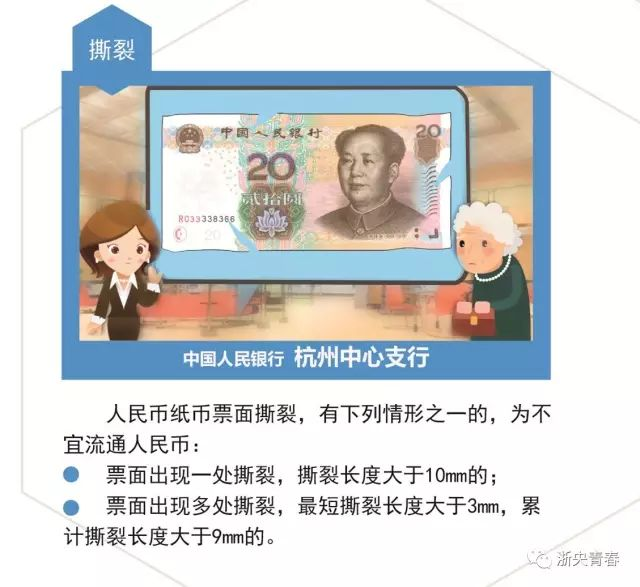 撕裂
中国人民银行
20
20
贰拾圆
RO33338366
20
中国人民银行 杭州中心支行
人民币纸币票面撕裂，有下列情形之一的，为不
宜流通人民币：
票面出现一处撕裂，撕裂长度大于10mm的；
票面出现多处撕裂，最短撕裂长度大于3mm，累
计撕裂长度大于9mm的。
浙央青春